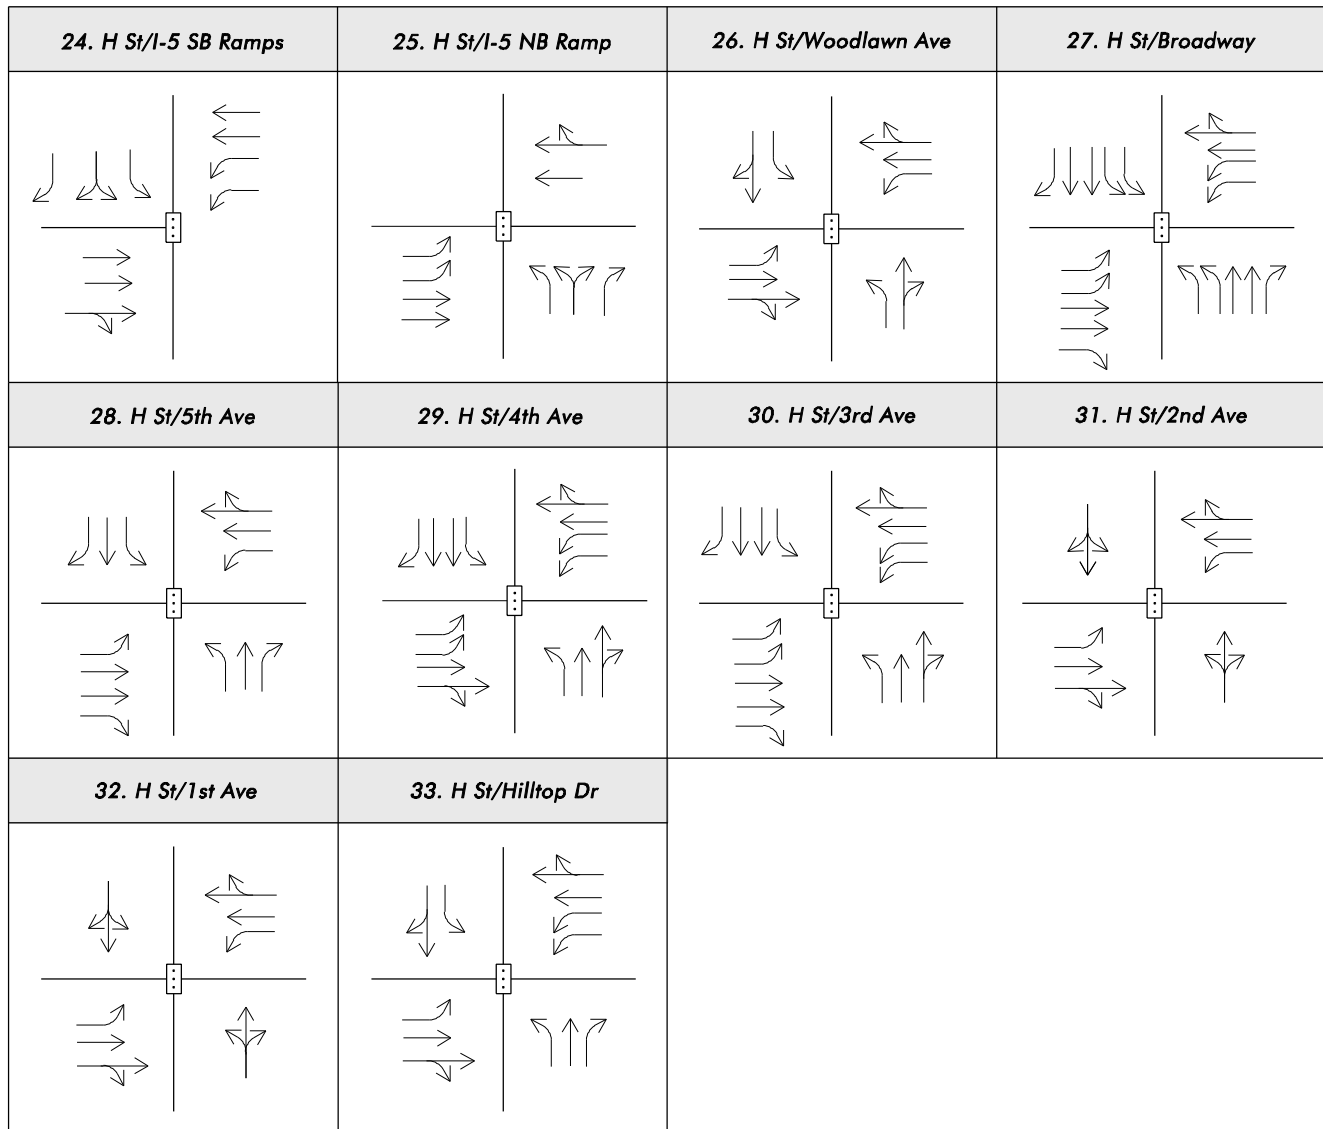 24. H St/I-5 SB Ramps
25. H St/I-5 NB Ramp
26. H St/Woodlawn Ave
27. H St/Broadway
28. H St/5th Ave
29. H St/4th Ave
30. H St/3rd Ave
31. H St/2nd Ave
32. H St/1st Ave
33. H St/Hilltop Dr